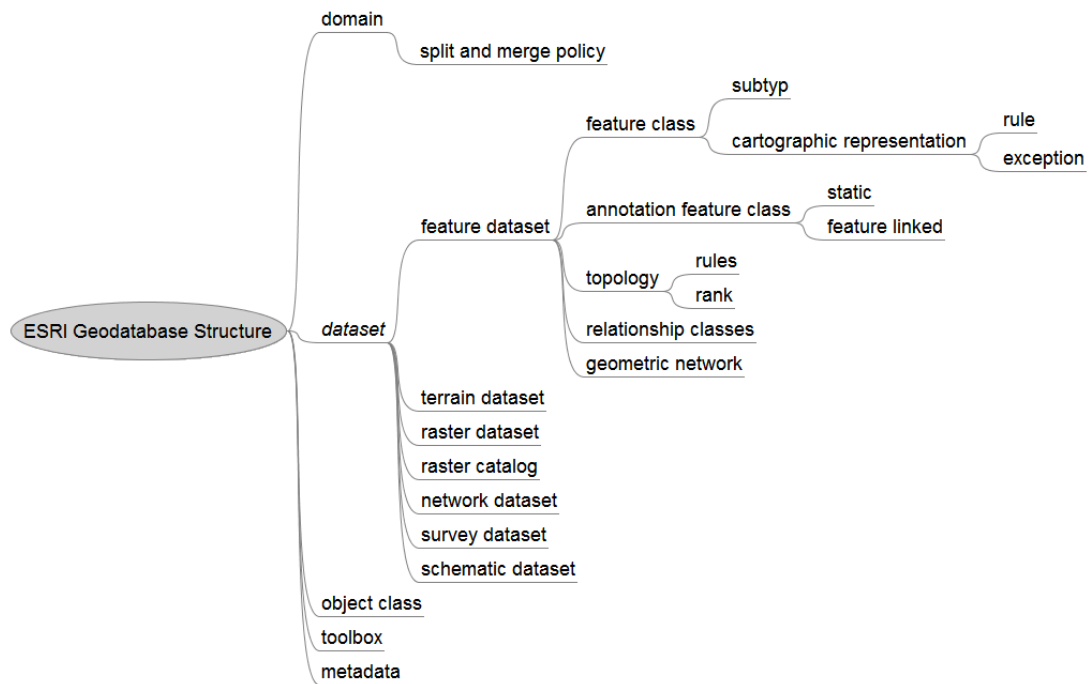 ESRI Geodatabase Structure
domain
split and merge policy
dataset
feature dataset
feature class
subtyp
cartographic representation
rule
exception
annotation feature class
static
feature linked
topology
rules
rank
relationship classes
geometric network
terrain dataset
raster dataset
raster catalog
network dataset
survey dataset
schematic dataset
object class
toolbox
metadata